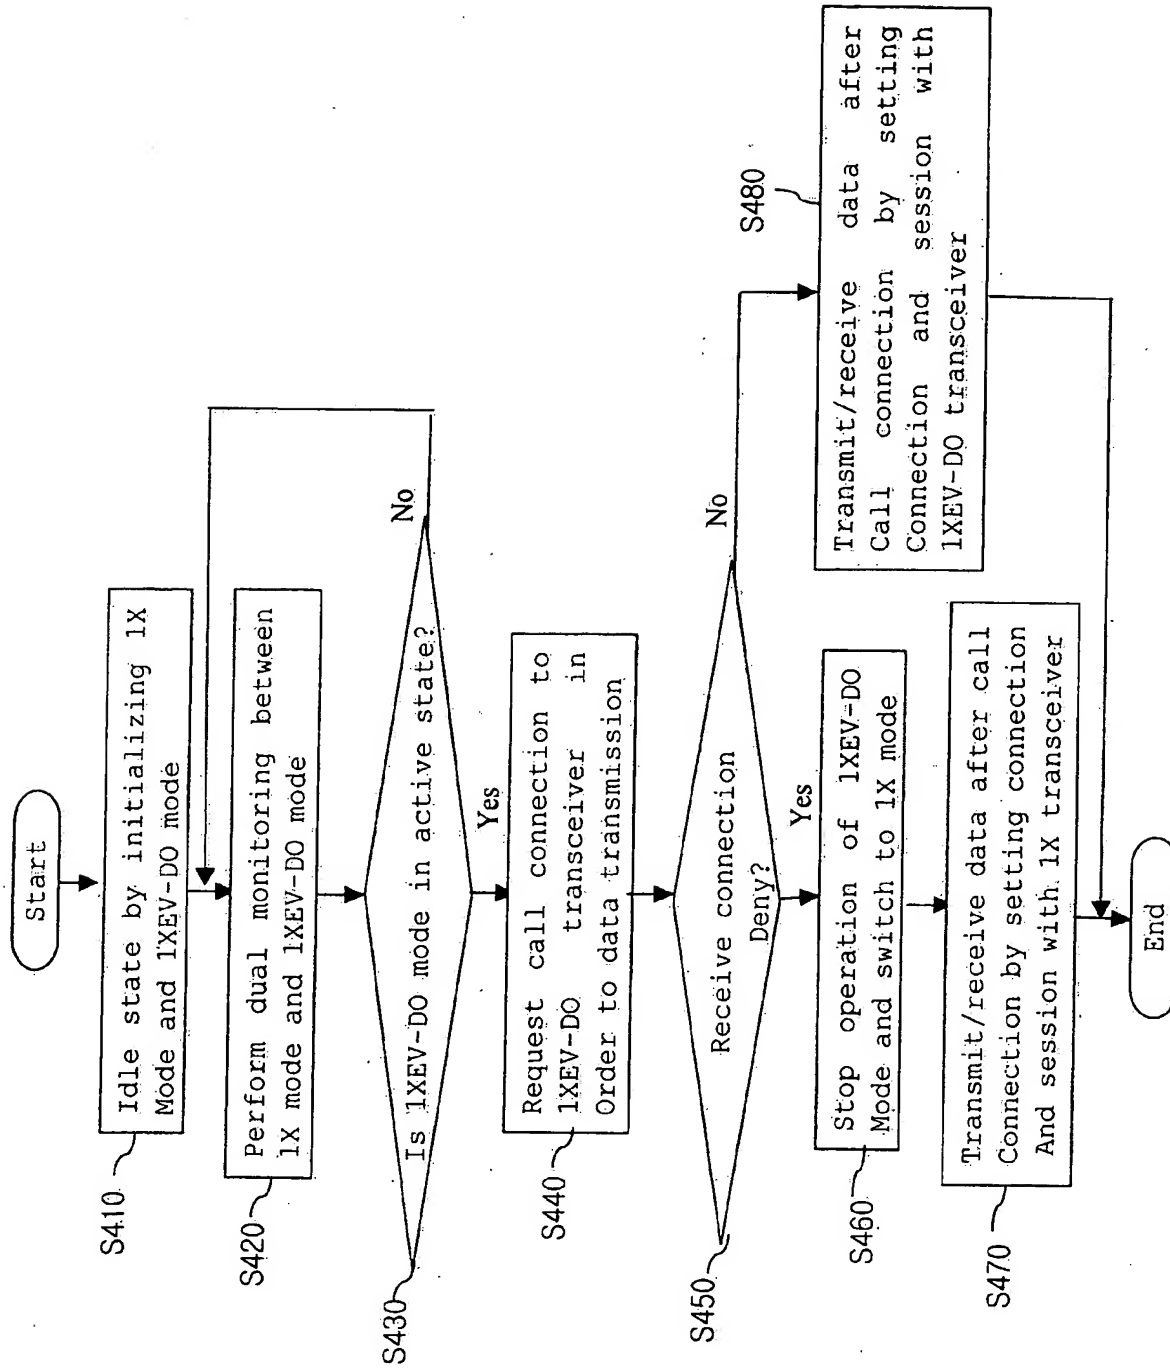 Start
S410
Idle state by initializing 1X
Mode and 1XEV-DO mode
S420
Perform dual monitoring between
1X mode and 1XEV-DO mode
S430
Is 1XEV-DO mode in active state?
No
Yes
S440
Request call connection to
1XEV-DO transceiver in
Order to data transmission
S450
Receive connection
Deny?
No
Yes
S460
Stop operation of 1XEV-DO
Mode and switch to 1X mode
S470
Transmit/receive data after call
Connection by setting connection
And session with 1X transceiver
S480
Transmit/receive data after
Call connection by setting
Connection and session with
1XEV-DO transceiver
End